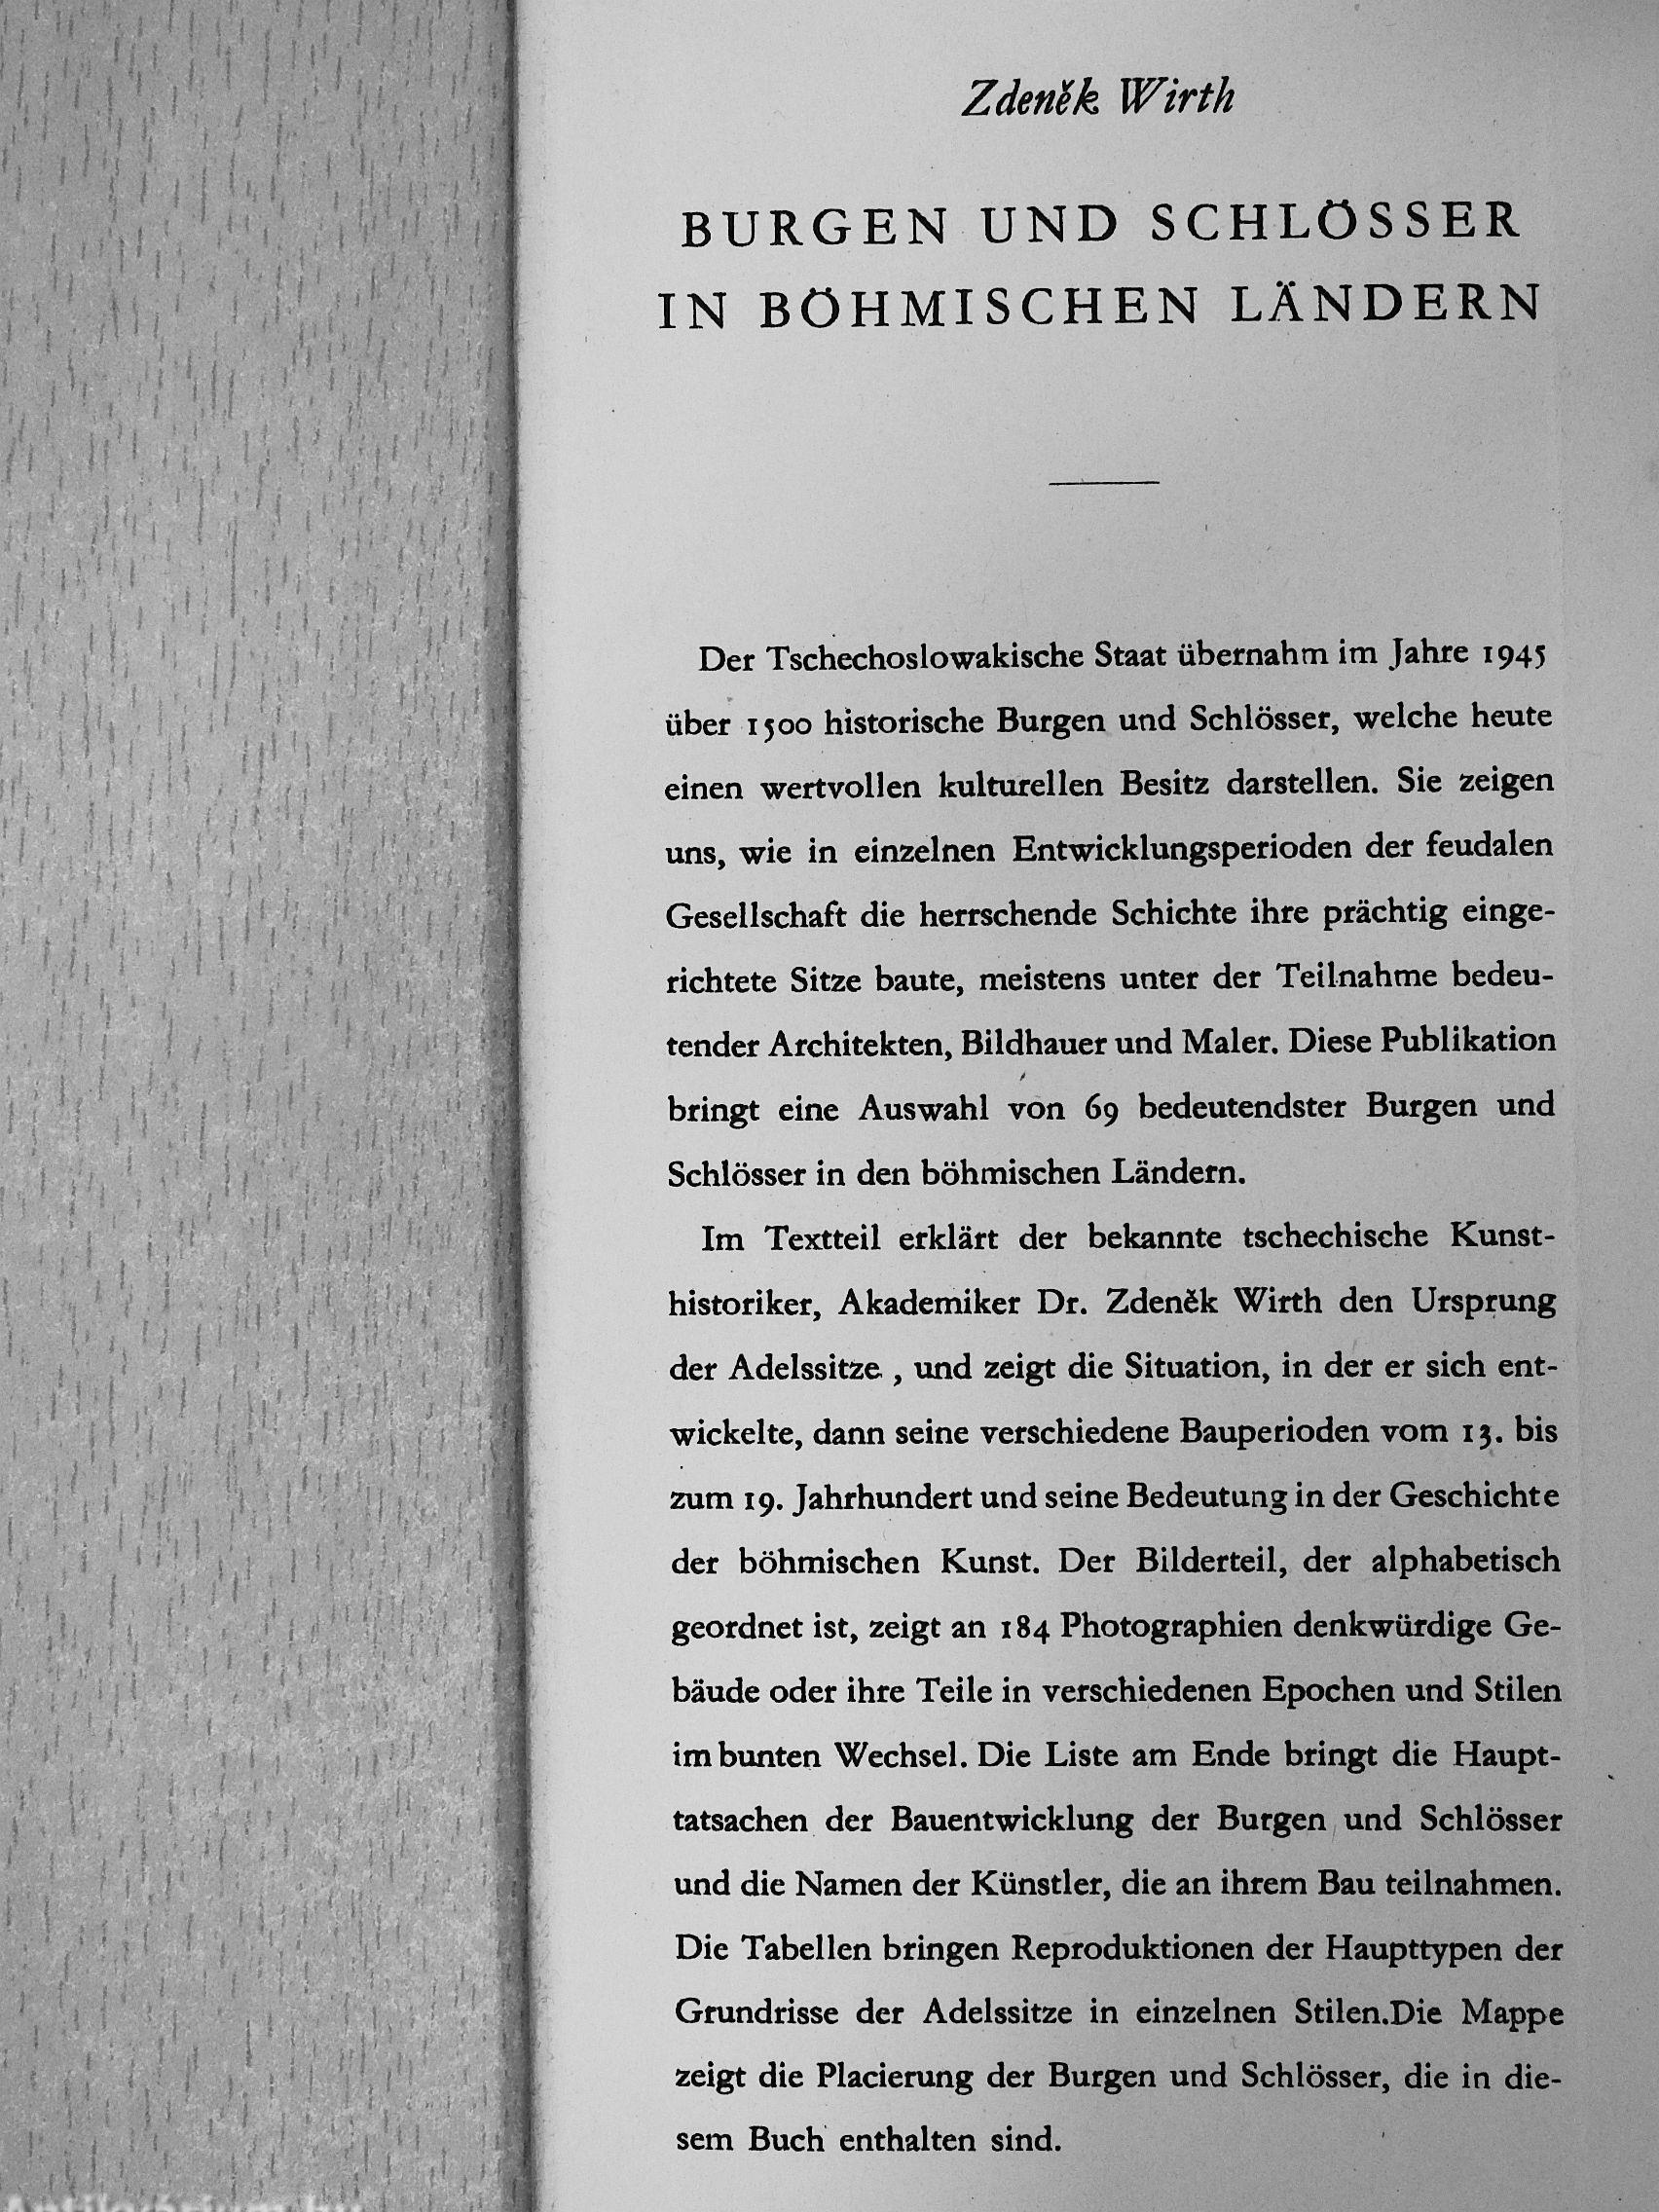 Zdeněk Wirth
BURGEN UND SCHLÖSSER
IN BÖHMISCHEN LÄNDERN
Der Tschechoslowakische Staat übernahm im Jahre 1945
über 1500 historische Burgen und Schlösser, welche heute
einen wertvollen kulturellen Besitz darstellen. Sie zeigen
uns, wie in einzelnen Entwicklungsperioden der feudalen
Gesellschaft die herrschende Schichte ihre prächtig einge-
richtete Sitze baute, meistens unter der Teilnahme bedeu-
tender Architekten, Bildhauer und Maler. Diese Publikation
bringt eine Auswahl von 69 bedeutendster Burgen und
Schlösser in den böhmischen Ländern.
Im Textteil erklärt der bekannte tschechische Kunst-
historiker, Akademiker Dr. Zdeněk Wirth den Ursprung
der Adelssitze , und zeigt die Situation, in der er sich ent-
wickelte, dann seine verschiedene Bauperioden vom 13. bis
zum 19. Jahrhundert und seine Bedeutung in der Geschichte
der böhmischen Kunst. Der Bilderteil, der alphabetisch
geordnet ist, zeigt an 184 Photographien denkwürdige Ge-
bäude oder ihre Teile in verschiedenen Epochen und Stilen
im bunten Wechsel. Die Liste am Ende bringt die Haupt-
tatsachen der Bauentwicklung der Burgen und Schlösser
und die Namen der Künstler, die an ihrem Bau teilnahmen.
Die Tabellen bringen Reproduktionen der Haupttypen der
Grundrisse der Adelssitze in einzelnen Stilen.Die Mappe
zeigt die Placierung der Burgen und Schlösser, die in die-
sem Buch enthalten sind.